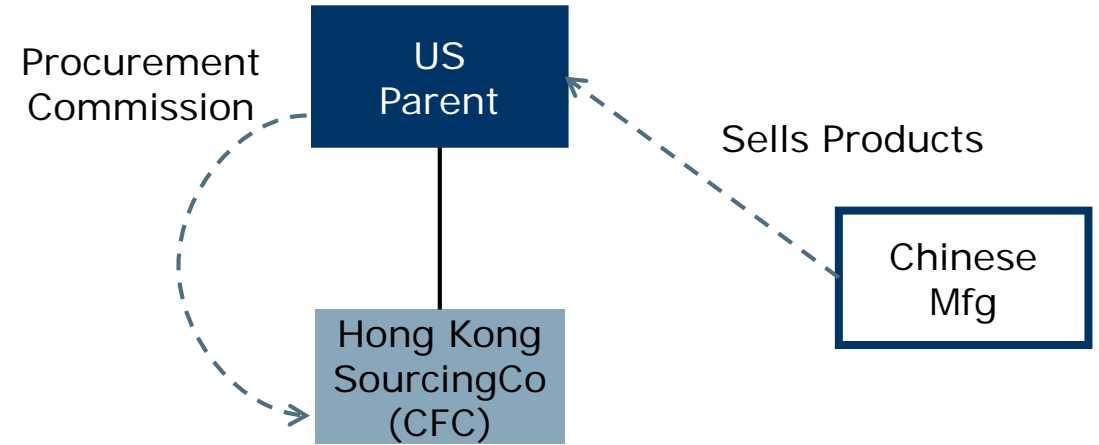 Procurement
Commission
US
Parent
Sells Products
Chinese
Mfg
Hong Kong
SourcingCo
(CFC)